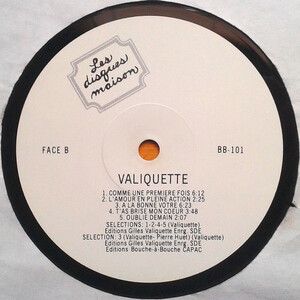 Les
disques
maison
FACE B
BB-101
VALIQUETTE
1. COMME UNE PREMIERE FOIS 6:12
2. L'AMOUR EN PLEINE ACTION 2:25
3. A LA BONNE VOTRE 6:23
4. T'AS BRISE MON COEUR 3:48
5. OUBLIE DEMAIN 2:07
SELECTIONS: 1-2-4-5 (Valiquette)
Editions Gilles Valiquette Enrg. SDE
SELECTION: 3 (Valiquette- Pierre Huet) (Valiquette)
Editions Gilles Valiquette Enrg. SDE
Editions Bouche-à-Bouche CAPAC